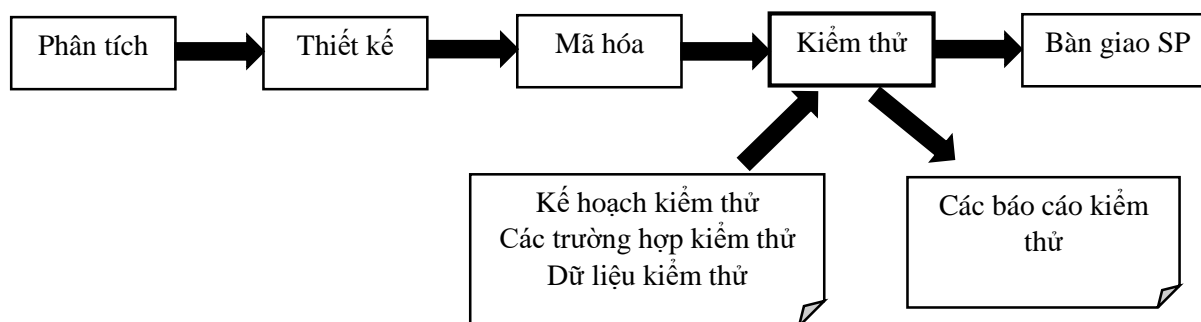 Phân tích
Thiết kế
Mã hóa
Kiểm thử
Bàn giao SP
Kế hoạch kiểm thử
Các trường hợp kiểm thử
Dữ liệu kiểm thử
Các báo cáo kiểm
thử